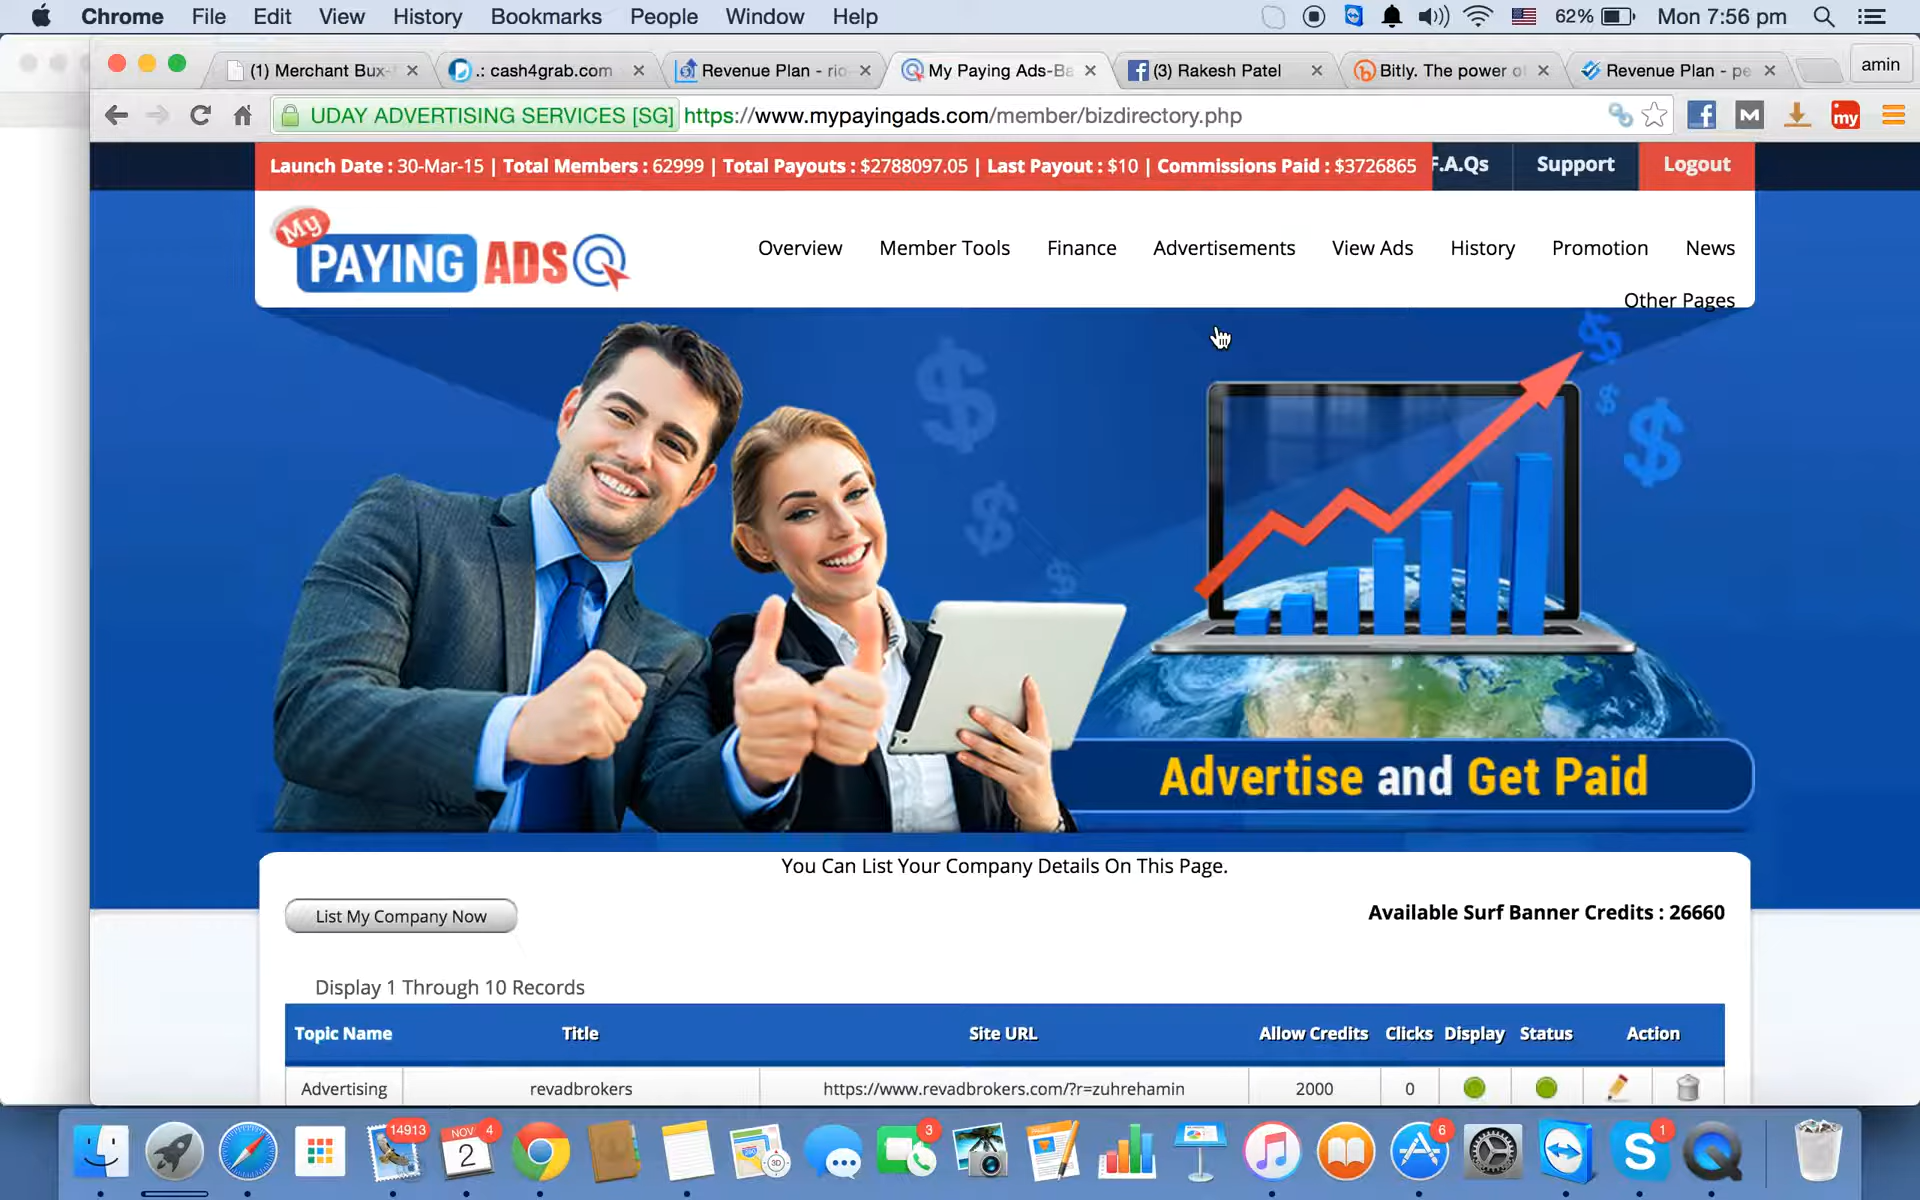 Chrome File Edit View History Bookmarks People Window Help 62% Mon 7:56 pm
(1) Merchant Bux- .: cash4grab.com Revenue Plan - rio My Paying Ads-Ba (3) Rakesh Patel Bitly. The power o Revenue Plan - pe amin
UDAY ADVERTISING SERVICES [SG] https://www.mypayingads.com/member/bizdirectory.php
Launch Date : 30-Mar-15 | Total Members : 62999 | Total Payouts : $2788097.05 | Last Payout : $10 | Commissions Paid : $3726865 F.A.Qs Support Logout
My PAYING ADS
Overview Member Tools Finance Advertisements View Ads History Promotion News
Other Pages
Advertise and Get Paid
You Can List Your Company Details On This Page.
List My Company Now Available Surf Banner Credits : 26660
Display 1 Through 10 Records
Topic Name Title Site URL Allow Credits Clicks Display Status Action
Advertising revadbrokers https://www.revadbrokers.com/?r=zuhrehamin 2000 0
14913 NOV 2 4 3D 3 6 1